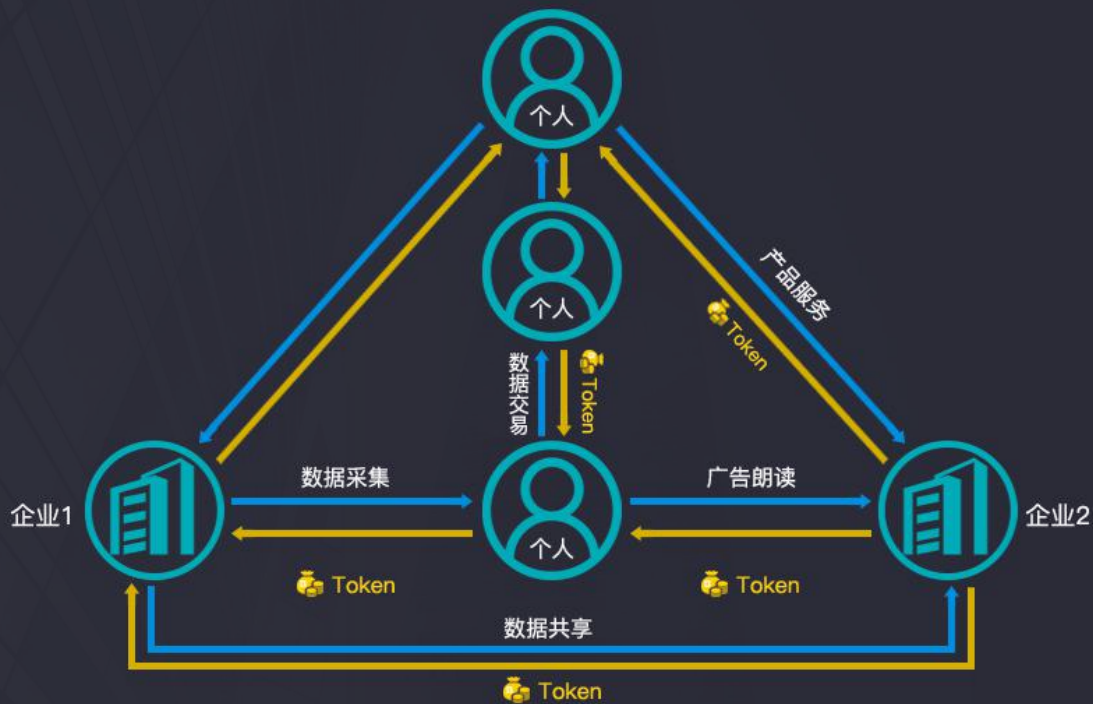 个人
个人
产品服务
Token
数据交易
Token
数据采集
广告朗读
企业1
个人
企业2
Token
Token
数据共享
Token